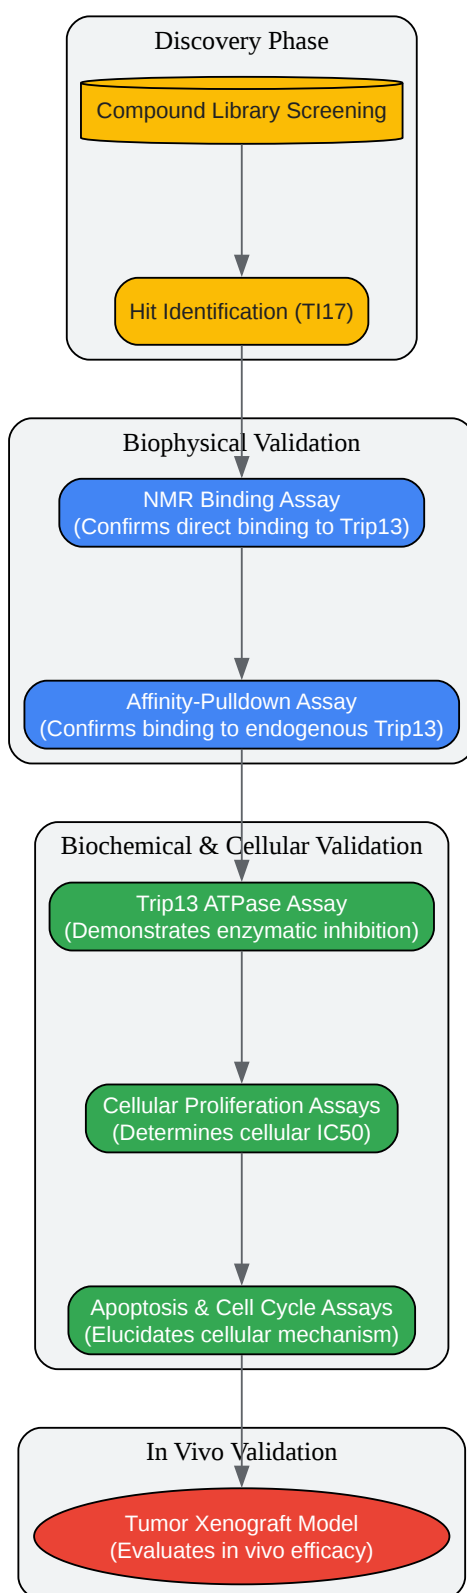 Discovery Phase
Compound Library Screening
Hit Identification (TI17)
Biophysical Validation
NMR Binding Assay
(Confirms direct binding to Trip13)
Affinity-Pulldown Assay
(Confirms binding to endogenous Trip13)
Biochemical & Cellular Validation
Trip13 ATPase Assay
(Demonstrates enzymatic inhibition)
Cellular Proliferation Assays
(Determines cellular IC50)
Apoptosis & Cell Cycle Assays
(Elucidates cellular mechanism)
In Vivo Validation
Tumor Xenograft Model
(Evaluates in vivo efficacy)